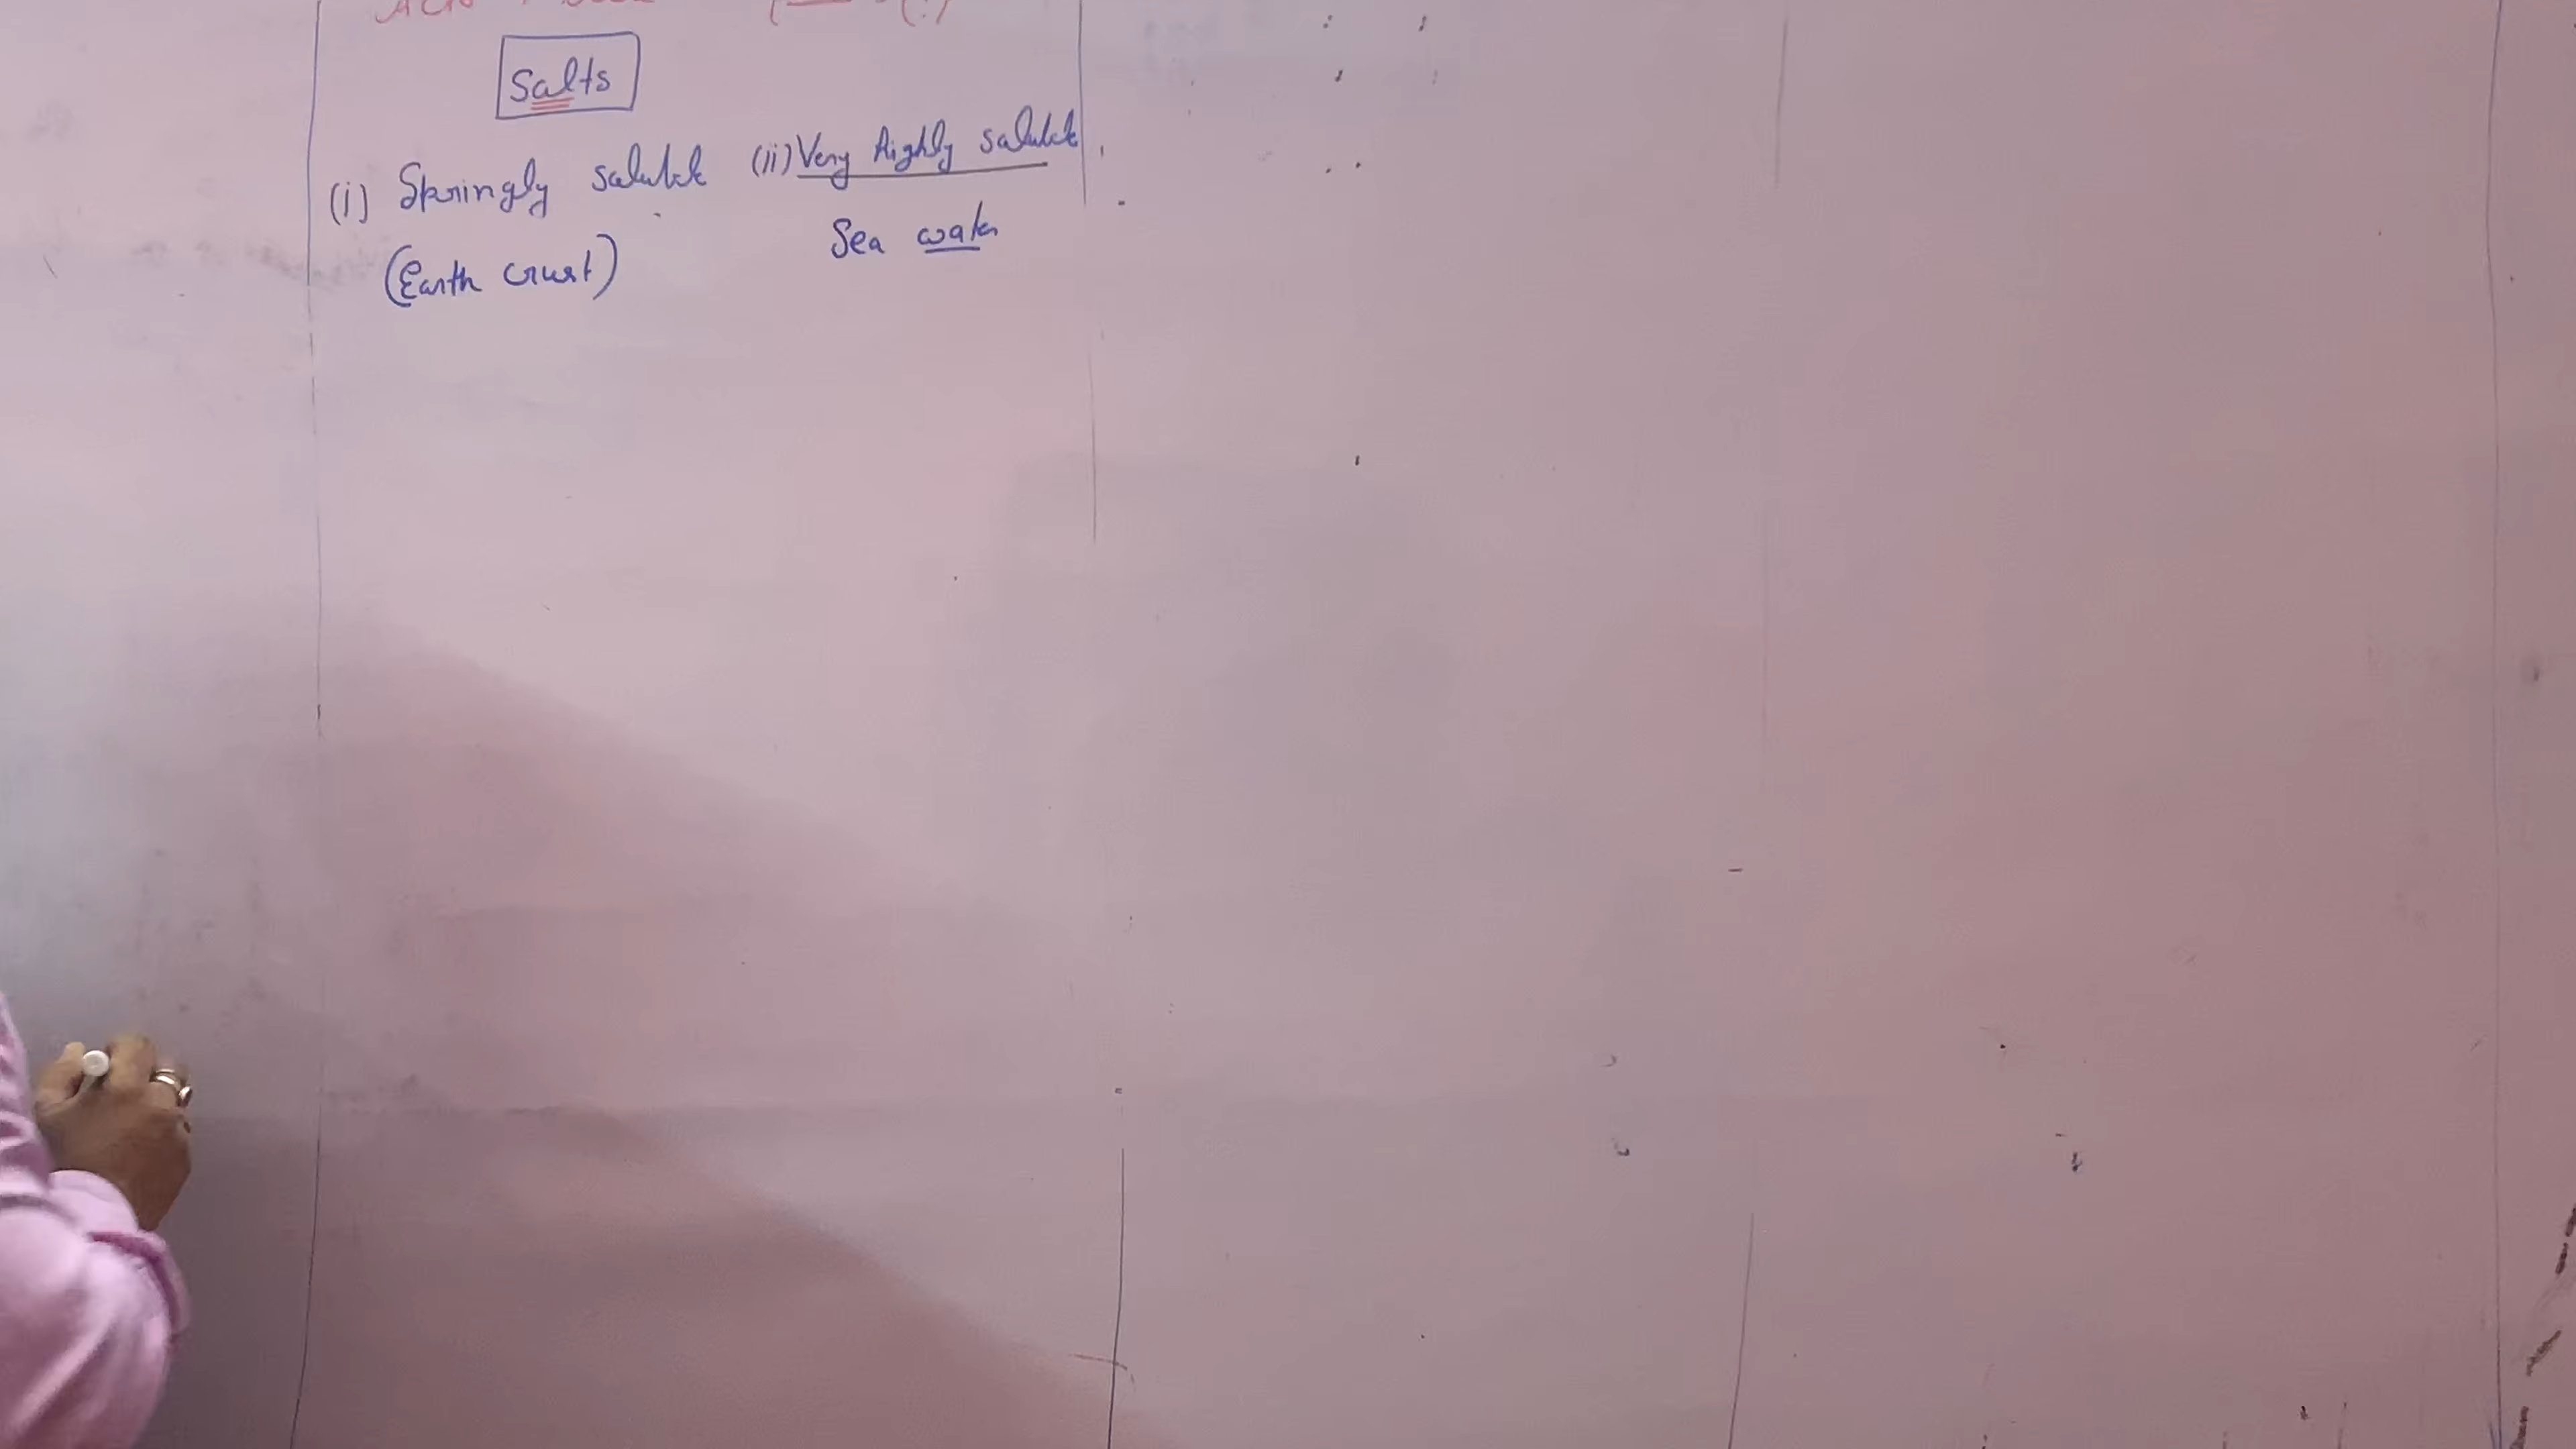 Salts
(i) Sparingly soluble (ii) Very highly soluble
(Earth crust) Sea water